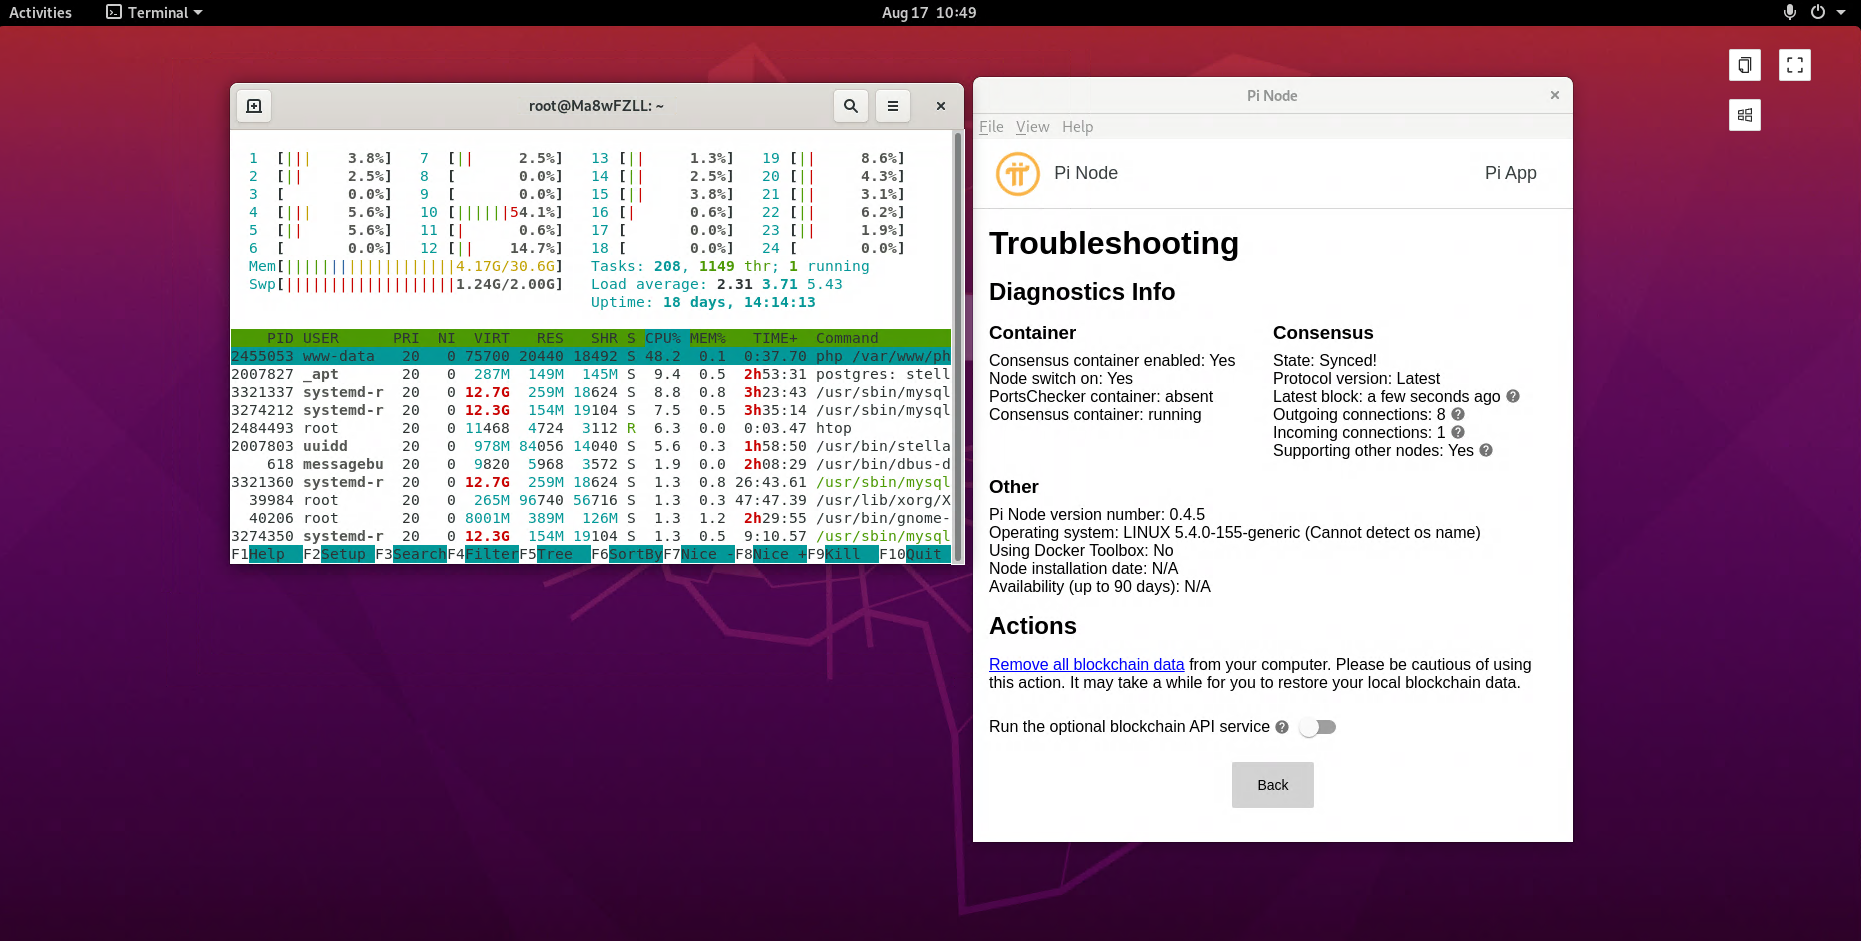 Activities Terminal Aug 17 10:49
root@Ma8wFZLL: ~
1 [||| 3.8%] 7 [|| 2.5%] 13 [|| 1.3%] 19 [|| 8.6%]
2 [|| 2.5%] 8 [ 0.0%] 14 [|| 2.5%] 20 [|| 4.3%]
3 [ 0.0%] 9 [ 0.0%] 15 [|| 3.8%] 21 [|| 3.1%]
4 [||| 5.6%] 10 [||||||54.1%] 16 [| 0.6%] 22 [|| 6.2%]
5 [|| 5.6%] 11 [| 0.6%] 17 [ 0.0%] 23 [|| 1.9%]
6 [ 0.0%] 12 [|| 14.7%] 18 [ 0.0%] 24 [ 0.0%]
Mem[|||||||||||||||||||4.17G/30.6G] Tasks: 208, 1149 thr; 1 running
Swp[|||||||||||||||||||1.24G/2.00G] Load average: 2.31 3.71 5.43
Uptime: 18 days, 14:14:13
PID USER PRI NI VIRT RES SHR S CPU% MEM% TIME+ Command
2455053 www-data 20 0 75700 20440 18492 S 48.2 0.1 0:37.70 php /var/www/ph
2007827 _apt 20 0 287M 149M 145M S 9.4 0.5 2h53:31 postgres: stell
3321337 systemd-r 20 0 12.7G 259M 18624 S 8.8 0.8 3h23:43 /usr/sbin/mysql
3274212 systemd-r 20 0 12.3G 154M 19104 S 7.5 0.5 3h35:14 /usr/sbin/mysql
2484493 root 20 0 11468 4724 3112 R 6.3 0.0 0:03.47 htop
2007803 uuidd 20 0 978M 84056 14040 S 5.6 0.3 1h58:50 /usr/bin/stella
618 messagebu 20 0 9820 5968 3572 S 1.9 0.0 2h08:29 /usr/bin/dbus-d
3321360 systemd-r 20 0 12.7G 259M 18624 S 1.3 0.8 26:43.61 /usr/sbin/mysql
39984 root 20 0 265M 96740 56716 S 1.3 0.3 47:47.39 /usr/lib/xorg/X
40206 root 20 0 8001M 389M 126M S 1.3 1.2 2h29:55 /usr/bin/gnome-
3274350 systemd-r 20 0 12.3G 154M 19104 S 1.3 0.5 9:10.57 /usr/sbin/mysql
F1Help F2Setup F3SearchF4FilterF5Tree F6SortByF7Nice -F8Nice +F9Kill F10Quit
Pi Node
File View Help
Pi Node Pi App
Troubleshooting
Diagnostics Info
Container
Consensus container enabled: Yes
Node switch on: Yes
PortsChecker container: absent
Consensus container: running
Consensus
State: Synced!
Protocol version: Latest
Latest block: a few seconds ago
Outgoing connections: 8
Incoming connections: 1
Supporting other nodes: Yes
Other
Pi Node version number: 0.4.5
Operating system: LINUX 5.4.0-155-generic (Cannot detect os name)
Using Docker Toolbox: No
Node installation date: N/A
Availability (up to 90 days): N/A
Actions
Remove all blockchain data from your computer. Please be cautious of using
this action. It may take a while for you to restore your local blockchain data.
Run the optional blockchain API service
Back